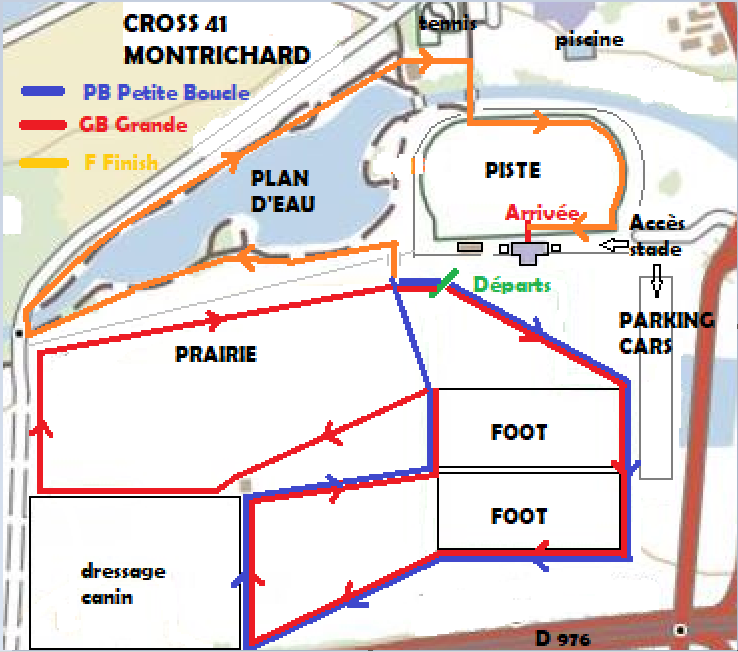 CROSS 41
MONTRICHARD
PB Petite Boucle
GB Grande
F Finish
tennis
piscine
PLAN
D'EAU
PISTE
Arrivée
Accès
stade
Départs
PARKING
CARS
PRAIRIE
FOOT
FOOT
dressage
canin
D 976